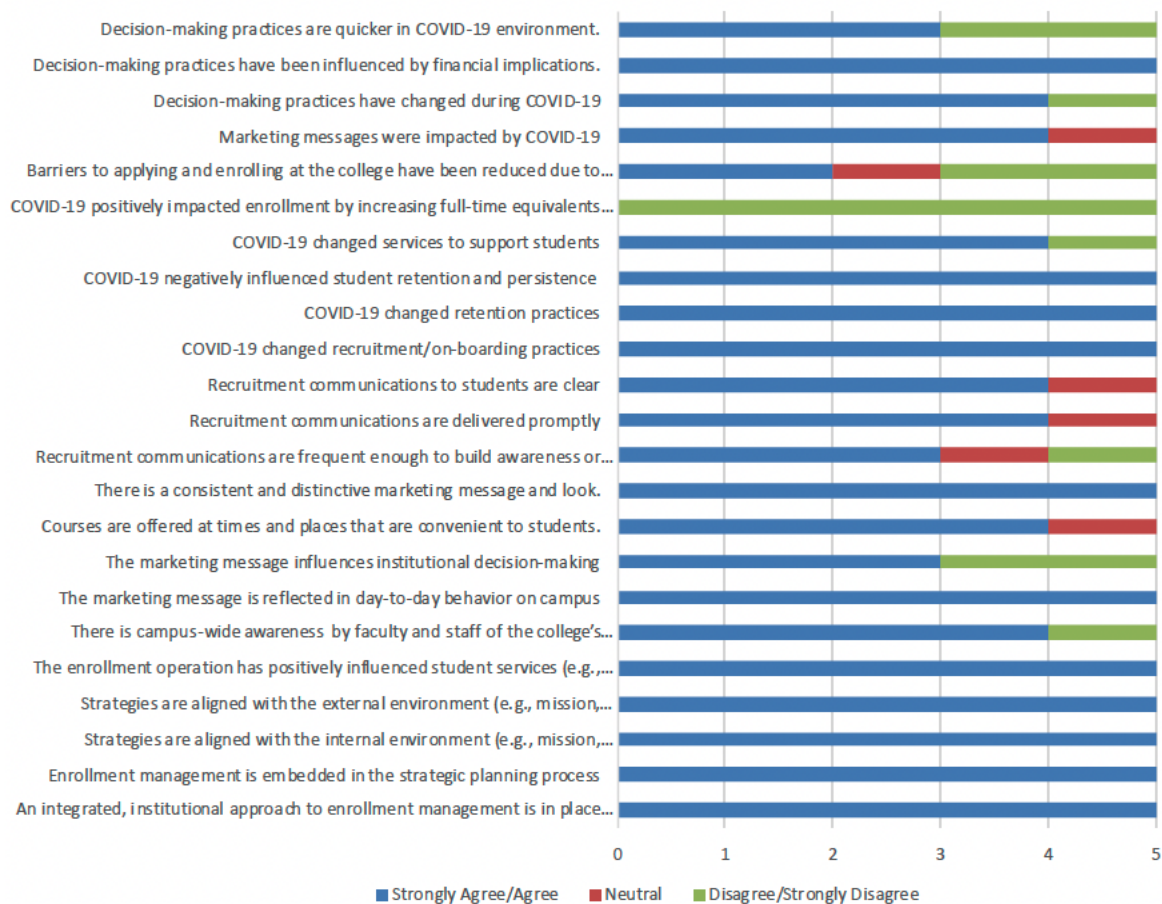 Decision-making practices are quicker in COVID-19 environment.
Decision-making practices have been influenced by financial implications.
Decision-making practices have changed during COVID-19
Marketing messages were impacted by COVID-19
Barriers to applying and enrolling at the college have been reduced due to...
COVID-19 positively impacted enrollment by increasing full-time equivalents...
COVID-19 changed services to support students
COVID-19 negatively influenced student retention and persistence
COVID-19 changed retention practices
COVID-19 changed recruitment/on-boarding practices
Recruitment communications to students are clear
Recruitment communications are delivered promptly
Recruitment communications are frequent enough to build awareness or...
There is a consistent and distinctive marketing message and look.
Courses are offered at times and places that are convenient to students.
The marketing message influences institutional decision-making
The marketing message is reflected in day-to-day behavior on campus
There is campus-wide awareness by faculty and staff of the college's...
The enrollment operation has positively influenced student services (e.g.,...
Strategies are aligned with the external environment (e.g., mission,...
Strategies are aligned with the internal environment (e.g., mission,...
Enrollment management is embedded in the strategic planning process
An integrated, institutional approach to enrollment management is in place...
0 1 2 3 4 5
Strongly Agree/Agree Neutral Disagree/Strongly Disagree